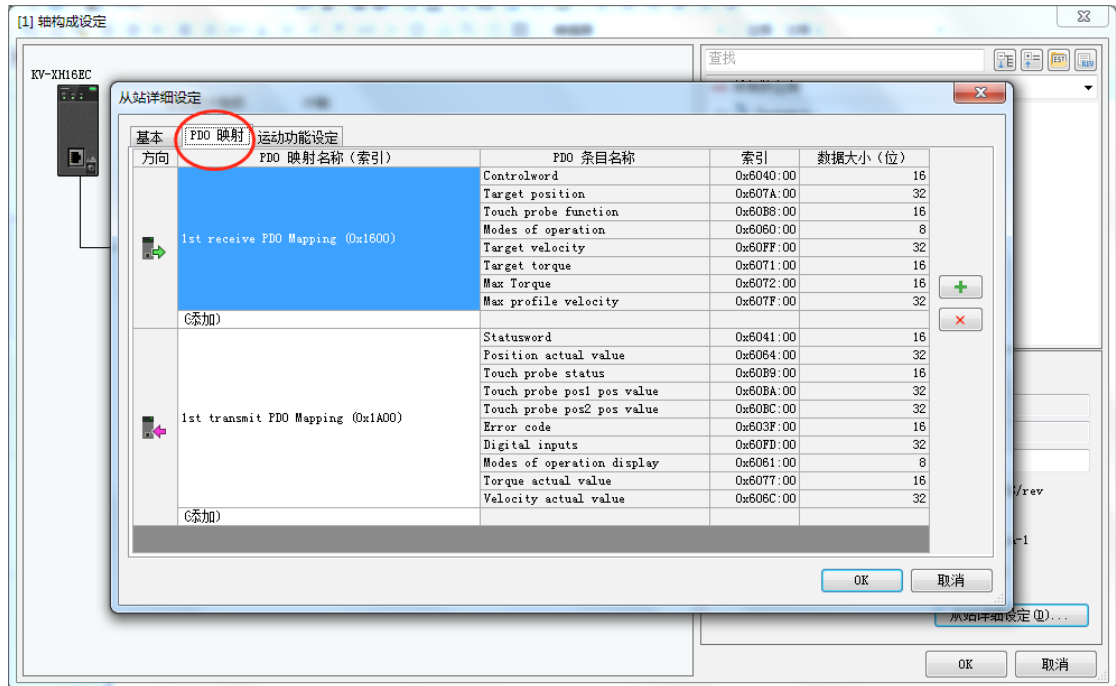 [1] 轴构成设定
查找
KV-XH16EC
从站详细设定
基本 PDO 映射 运动功能设定
方向 PDO 映射名称（索引） PDO 条目名称 索引 数据大小（位）
1st receive PDO Mapping (0x1600)
Controlword 0x6040:00 16
Target position 0x607A:00 32
Touch probe function 0x60B8:00 16
Modes of operation 0x6060:00 8
Target velocity 0x60FF:00 32
Target torque 0x6071:00 16
Max Torque 0x6072:00 16
Max profile velocity 0x607F:00 32
(添加)
1st transmit PDO Mapping (0x1A00)
Statusword 0x6041:00 16
Position actual value 0x6064:00 32
Touch probe status 0x60B9:00 16
Touch probe pos1 pos value 0x60BA:00 32
Touch probe pos2 pos value 0x60BC:00 32
Error code 0x603F:00 16
Digital inputs 0x60FD:00 32
Modes of operation display 0x6061:00 8
Torque actual value 0x6077:00 16
Velocity actual value 0x606C:00 32
(添加)
/rev
-1
OK 取消
从站详细设定(D)...
OK 取消